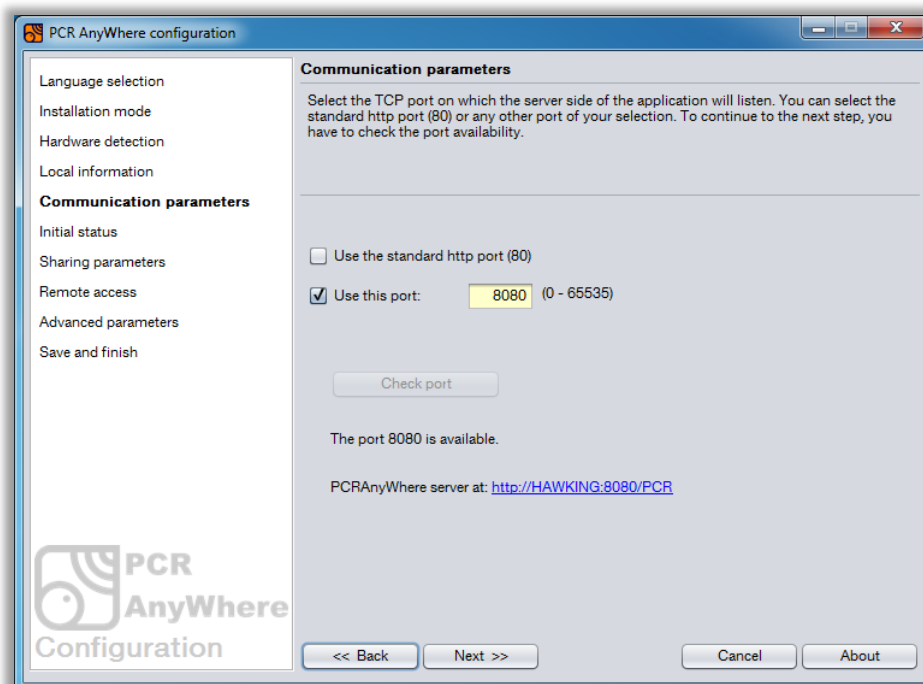 PCR AnyWhere configuration
Language selection
Installation mode
Hardware detection
Local information
Communication parameters
Initial status
Sharing parameters
Remote access
Advanced parameters
Save and finish
PCR
AnyWhere
Configuration
Communication parameters
Select the TCP port on which the server side of the application will listen. You can select the
standard http port (80) or any other port of your selection. To continue to the next step, you
have to check the port availability.
Use the standard http port (80)
Use this port: 8080 (0 - 65535)
Check port
The port 8080 is available.
PCRAnyWhere server at: http://HAWKING:8080/PCR
<< Back Next >> Cancel About